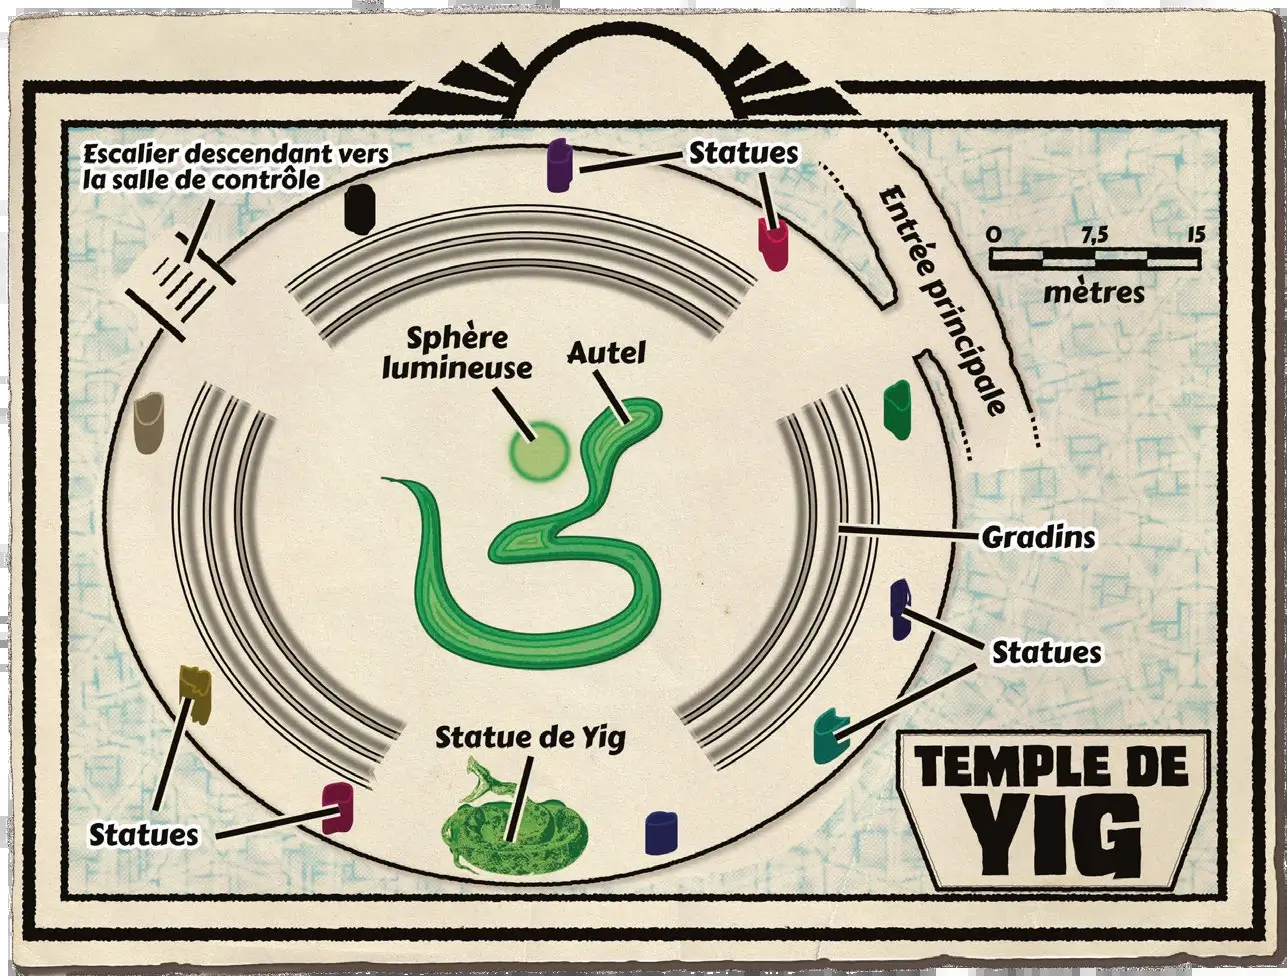 Escalier descendant vers
la salle de contrôle
Statues
Entrée principale
0 7,5 15
mètres
Sphère
lumineuse
Autel
Gradins
Statues
Statue de Yig
Statues
TEMPLE DE
YIG